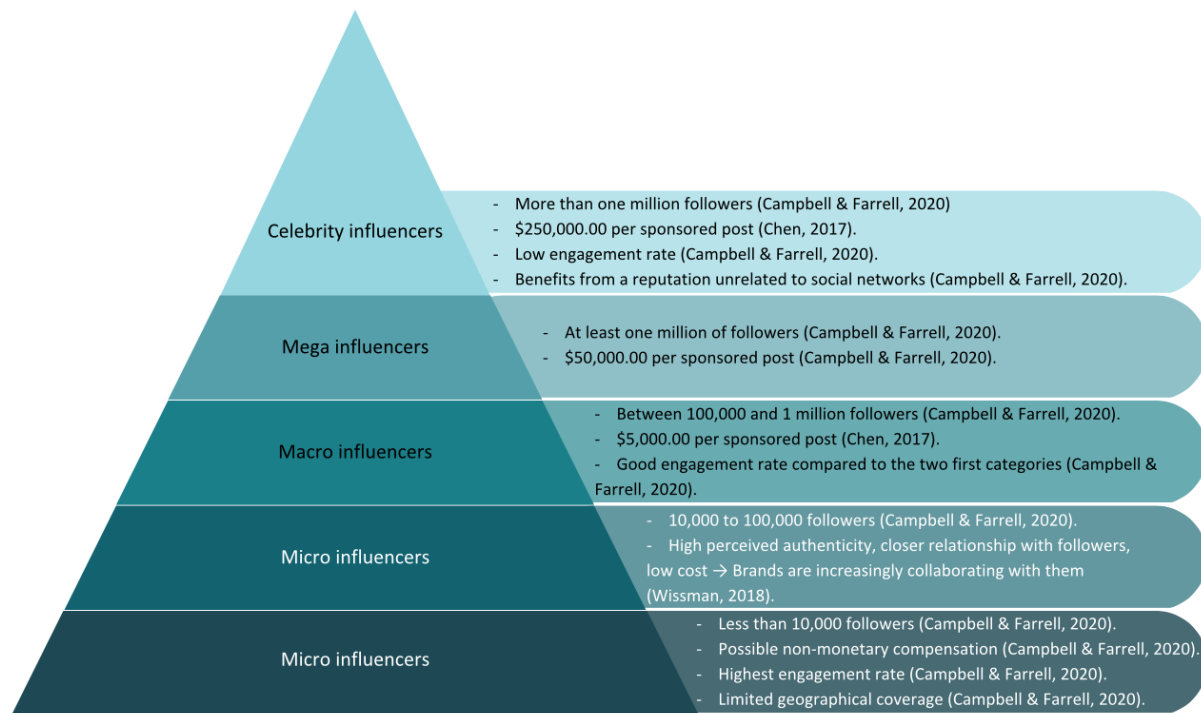 Celebrity influencers
- More than one million followers (Campbell & Farrell, 2020)
- $250,000.00 per sponsored post (Chen, 2017).
- Low engagement rate (Campbell & Farrell, 2020).
- Benefits from a reputation unrelated to social networks (Campbell & Farrell, 2020).
Mega influencers
- At least one million of followers (Campbell & Farrell, 2020).
- $50,000.00 per sponsored post (Campbell & Farrell, 2020).
Macro influencers
- Between 100,000 and 1 million followers (Campbell & Farrell, 2020).
- $5,000.00 per sponsored post (Chen, 2017).
- Good engagement rate compared to the two first categories (Campbell &
Farrell, 2020).
Micro influencers
- 10,000 to 100,000 followers (Campbell & Farrell, 2020).
- High perceived authenticity, closer relationship with followers,
low cost → Brands are increasingly collaborating with them
(Wissman, 2018).
Micro influencers
- Less than 10,000 followers (Campbell & Farrell, 2020).
- Possible non-monetary compensation (Campbell & Farrell, 2020).
- Highest engagement rate (Campbell & Farrell, 2020).
- Limited geographical coverage (Campbell & Farrell, 2020).